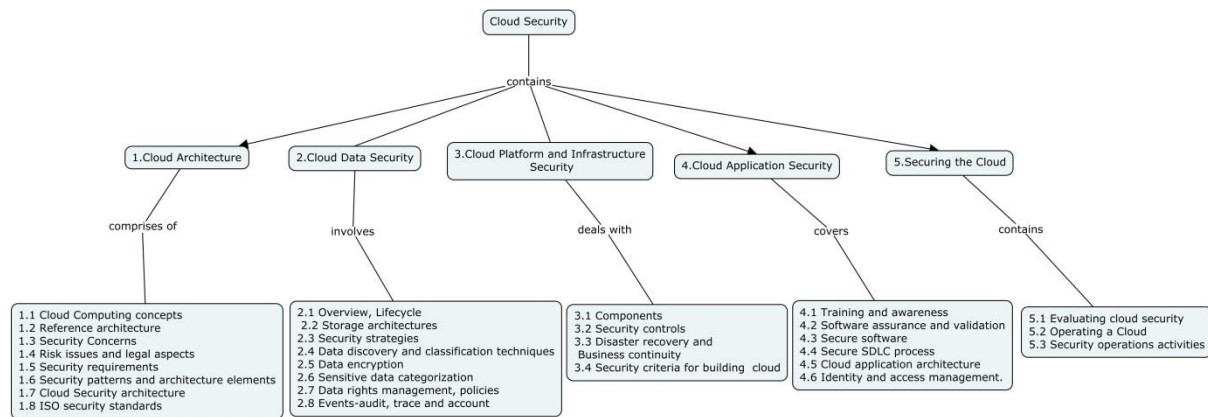 Cloud Security
contains
1.Cloud Architecture
2.Cloud Data Security
3.Cloud Platform and Infrastructure
Security
4.Cloud Application Security
5.Securing the Cloud
comprises of
involves
deals with
covers
contains
1.1 Cloud Computing concepts
1.2 Reference architecture
1.3 Security Concerns
1.4 Risk issues and legal aspects
1.5 Security requirements
1.6 Security patterns and architecture elements
1.7 Cloud Security architecture
1.8 ISO security standards
2.1 Overview, Lifecycle
2.2 Storage architectures
2.3 Security strategies
2.4 Data discovery and classification techniques
2.5 Data encryption
2.6 Sensitive data categorization
2.7 Data rights management, policies
2.8 Events-audit, trace and account
3.1 Components
3.2 Security controls
3.3 Disaster recovery and
Business continuity
3.4 Security criteria for building cloud
4.1 Training and awareness
4.2 Software assurance and validation
4.3 Secure software
4.4 Secure SDLC process
4.5 Cloud application architecture
4.6 Identity and access management.
5.1 Evaluating cloud security
5.2 Operating a Cloud
5.3 Security operations activities